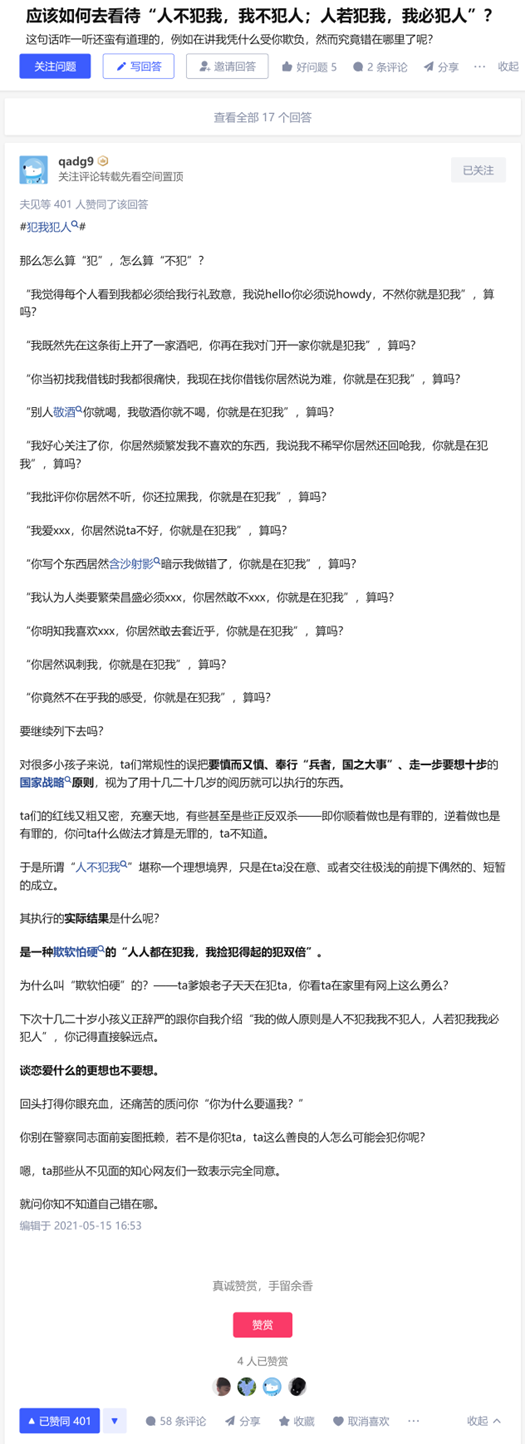 应该如何去看待“人不犯我，我不犯人；人若犯我，我必犯人”？
这句话咋一听还蛮有道理的，例如在讲我凭什么受你欺负，然而究竟错在哪里了呢？
关注问题 写回答 邀请回答 好问题 5 2 条评论 分享 ··· 收起
查看全部 17 个回答
qadg9
关注评论转载先看空间置顶
已关注
夫见等 401 人赞同了该回答
#犯我犯人#
那么怎么算“犯”，怎么算“不犯”？
“我觉得每个人看到我都必须给我行礼致意，我说hello你必须说howdy，不然你就是犯我”，算
吗？
“我既然先在这条街上开了一家酒吧，你再在我对门开一家你就是犯我”，算吗？
“你当初找我借钱时我都很痛快，我现在找你借钱你居然说为难，你就是在犯我”，算吗？
“别人敬酒你就喝，我敬酒你就不喝，你就是在犯我”，算吗？
“我好心关注了你，你居然频繁发我不喜欢的东西，我说我不稀罕你居然还回呛我，你就是在犯
我”，算吗？
“我批评你你居然不听，你还拉黑我，你就是在犯我”，算吗？
“我爱xxx，你居然说ta不好，你就是在犯我”，算吗？
“你写个东西居然含沙射影暗示我做错了，你就是在犯我”，算吗？
“我认为人类要繁荣昌盛必须xxx，你居然敢不xxx，你就是在犯我”，算吗？
“你明知我喜欢xxx，你居然敢去套近乎，你就是在犯我”，算吗？
“你居然讽刺我，你就是在犯我”，算吗？
“你竟然不在乎我的感受，你就是在犯我”，算吗？
要继续列下去吗？
对很多小孩子来说，ta们常规性的误把要慎而又慎、奉行“兵者，国之大事”、走一步要想十步的
国家战略原则，视为了用十几二十几岁的阅历就可以执行的东西。
ta们的红线又粗又密，充塞天地，有些甚至是些正反双杀——即你顺着做也是有罪的，逆着做也是
有罪的，你问ta什么做法才算是无罪的，ta不知道。
于是所谓“人不犯我”堪称一个理想境界，只是在ta没在意、或者交往极浅的前提下偶然的、短暂
的成立。
其执行的实际结果是什么呢？
是一种欺软怕硬的“人人都在犯我，我捡犯得起的犯双倍”。
为什么叫“欺软怕硬”的？——ta爹娘老子天天在犯ta，你看ta在家里有网上这么勇么？
下次十几二十岁小孩义正辞严的跟你自我介绍“我的做人原则是人不犯我我不犯人，人若犯我我必
犯人”，你记得直接躲远点。
谈恋爱什么的更想也不要想。
回头打得你眼充血，还痛苦的质问你“你为什么要逼我？”
你别在警察同志面前妄图抵赖，若不是你犯ta，ta这么善良的人怎么可能会犯你呢？
嗯，ta那些从不见面的知心网友们一致表示完全同意。
就问你知不知道自己错在哪。
编辑于 2021-05-15 16:53
真诚赞赏，手留余香
赞赏
4 人已赞赏
已赞同 401 58 条评论 分享 收藏 取消喜欢 ··· 收起